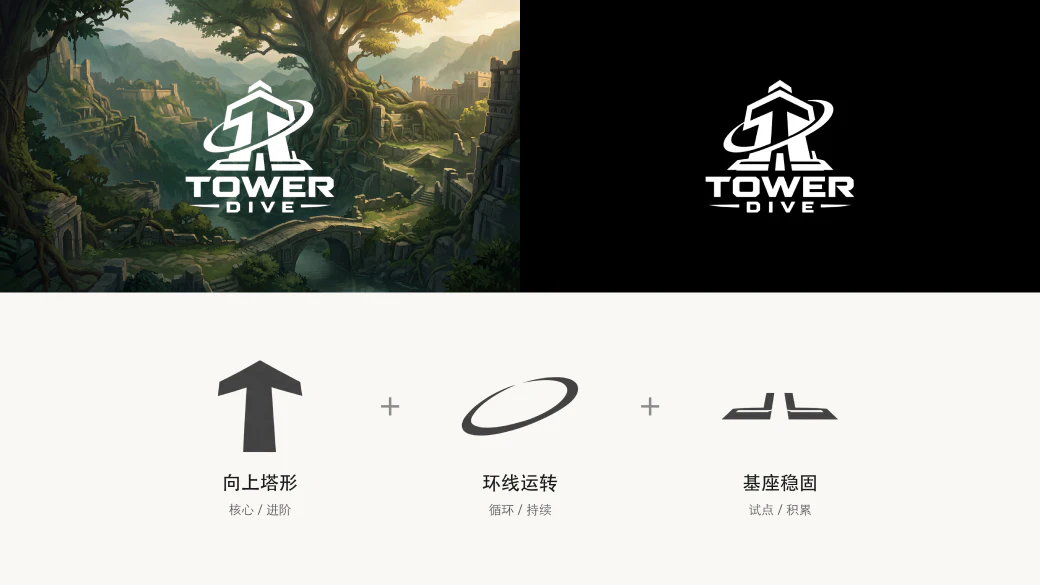 TOWER
DIVE
TOWER
DIVE
向上塔形
核心 / 进阶
环线运转
循环 / 持续
基座稳固
试点 / 积累